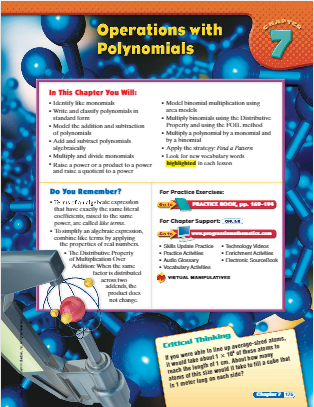 Operations with
Polynomials
CHAPTER
7
In This Chapter You Will:
• Identify like monomials
• Write and classify polynomials in
standard form
• Model the addition and subtraction
of polynomials
• Add and subtract polynomials
algebraically
• Multiply and divide monomials
• Raise a power or a product to a power
and raise a quotient to a power
• Model binomial multiplication using
area models
• Multiply binomials using the Distributive
Property and using the FOIL method
• Multiply a polynomial by a monomial and
by a binomial
• Apply the strategy: Find a Pattern
• Look for new vocabulary words
highlighted in each lesson
Do You Remember?
• Terms of an algebraic expression
that have exactly the same literal
coefficients, raised to the same
power, are called like terms.
• To simplify an algebraic expression,
combine like terms by applying
the properties of real numbers.
• The Distributive Property
of Multiplication Over
Addition: When the same
factor is distributed
across two
addends, the
product does
not change.
For Practice Exercises:
Go to PRACTICE BOOK, pp. 169–194
For Chapter Support: ONLINE
Go to www.progressinmathematics.com
• Skills Update Practice
• Practice Activities
• Audio Glossary
• Vocabulary Activities
• Technology Videos
• Enrichment Activities
• Electronic SourceBook
VIRTUAL MANIPULATIVES
Critical Thinking
If you were able to line up average-sized atoms,
it would take about 1 × 10⁸ of these atoms to
reach the length of 1 cm. About how many
atoms of this size would it take to fill a cube that
is 1 meter long on each side?
Chapter 7 175